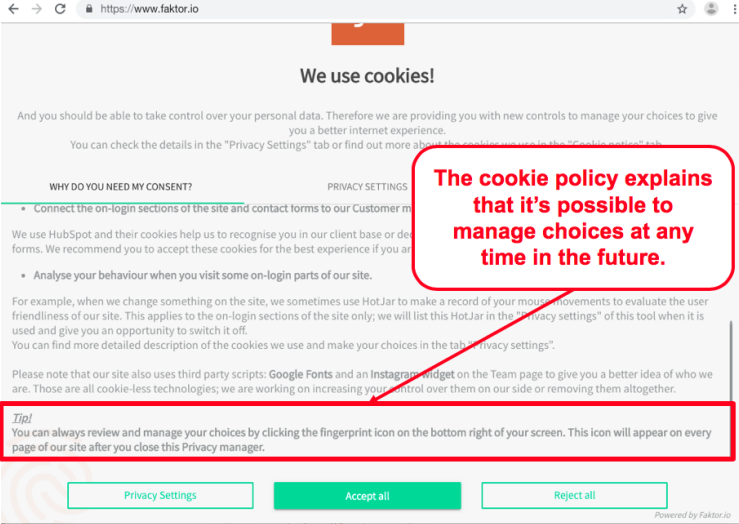 https://www.faktor.io
We use cookies!
And you should be able to take control over your personal data. Therefore we are providing you with new controls to manage your choices to give
you a better internet experience.
You can check the details in the "Privacy Settings" tab or find out more about the cookies we use in the "Cookie notice" tab
WHY DO YOU NEED MY CONSENT?
PRIVACY SETTINGS
The cookie policy explains
that it's possible to
manage choices at any
time in the future.
• Connect the on-login sections of the site and contact forms to our Customer m
We use HubSpot and their cookies help us to recognise you in our client base or de
forms. We recommend you to accept these cookies for the best experience if you ar
• Analyse your behaviour when you visit some on-login parts of our site.
For example, when we change something on the site, we sometimes use HotJar to make a record of your mouse movements to evaluate the user
friendliness of our site. This applies to the on-login sections of the site only; we will list this HotJar in the "Privacy settings" of this tool when it is
used and give you an opportunity to switch it off.
You can find more detailed description of the cookies we use and make your choices in the tab "Privacy settings".
Please note that our site also uses third party scripts: Google Fonts and an Instagram widget on the Team page to give you a better idea of who we
are. Those are all cookie-less technologies; we are working on increasing your control over them on our side or removing them altogether.
Tip!
You can always review and manage your choices by clicking the fingerprint icon on the bottom right of your screen. This icon will appear on every
page of our site after you close this Privacy manager.
Privacy Settings
Accept all
Reject all
Powered by Faktor.io